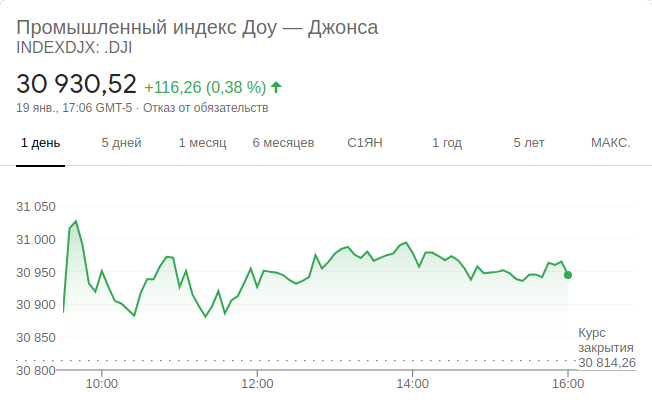 Промышленный индекс Доу — Джонса
INDEXDJX: .DJI
30 930,52 +116,26 (0,38 %)
19 янв., 17:06 GMT-5 · Отказ от обязательств
1 день 5 дней 1 месяц 6 месяцев С1ЯН 1 год 5 лет МАКС.
31 050
31 000
30 950
30 900
30 850
30 800
Курс
закрытия
30 814,26
10:00 12:00 14:00 16:00